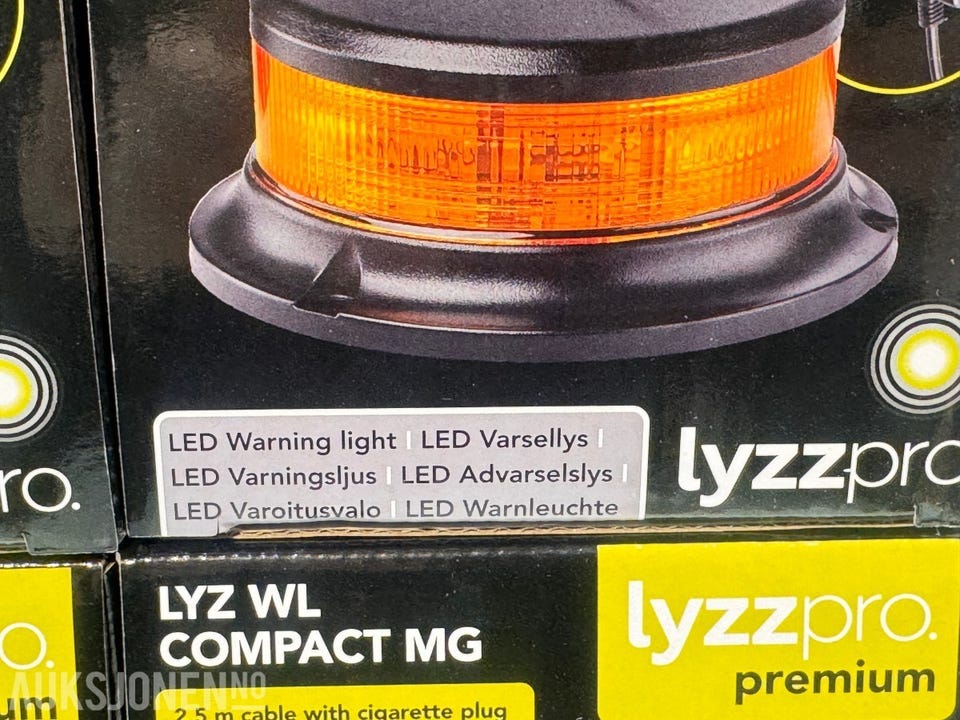 LED Warning light | LED Varsellys |
LED Varningsljus | LED Advarselslys |
LED Varoitusvalo | LED Warnleuchte
lyzzpro
ro.
LYZ WL
COMPACT MG
lyzzpro.
premium
o.
um
2,5 m cable with cigarette plug
AUKSJONEN.NO